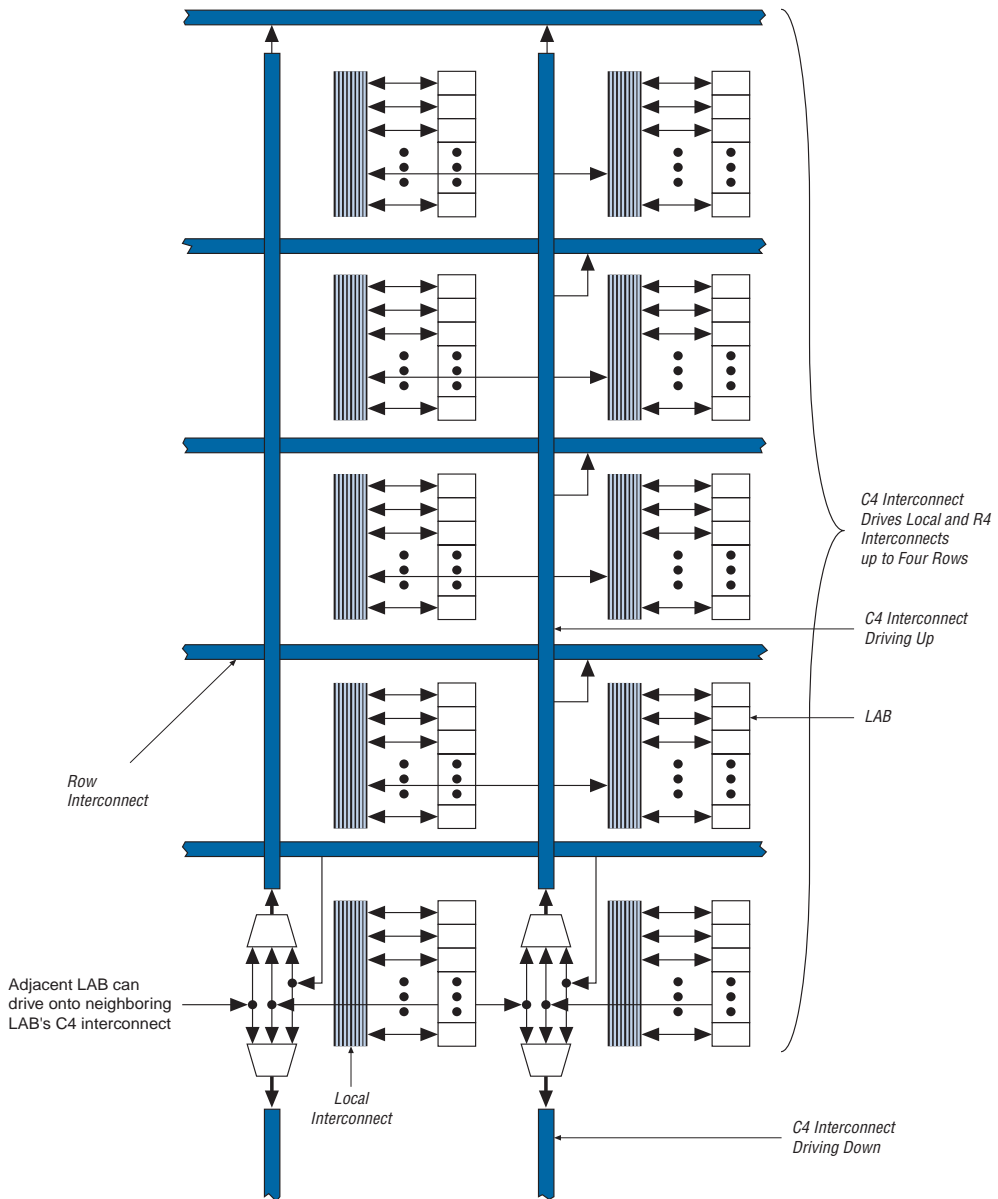 C4 Interconnect
Drives Local and R4
Interconnects
up to Four Rows
C4 Interconnect
Driving Up
LAB
Row
Interconnect
Adjacent LAB can
drive onto neighboring
LAB's C4 interconnect
Local
Interconnect
C4 Interconnect
Driving Down